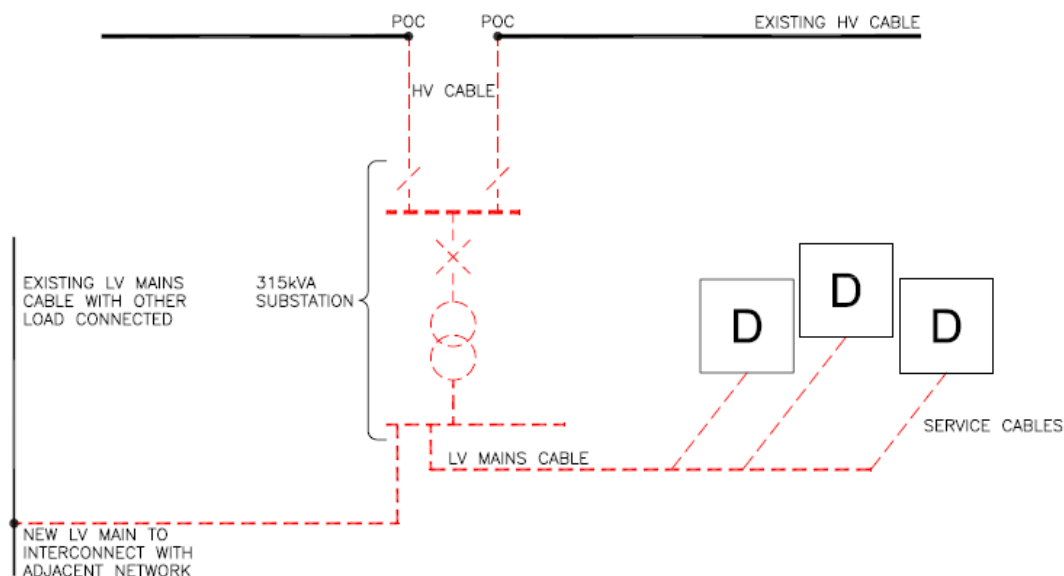 POC
POC
EXISTING HV CABLE
HV CABLE
EXISTING LV MAINS
CABLE WITH OTHER
LOAD CONNECTED
315kVA
SUBSTATION
D
D
D
SERVICE CABLES
LV MAINS CABLE
NEW LV MAIN TO
INTERCONNECT WITH
ADJACENT NETWORK